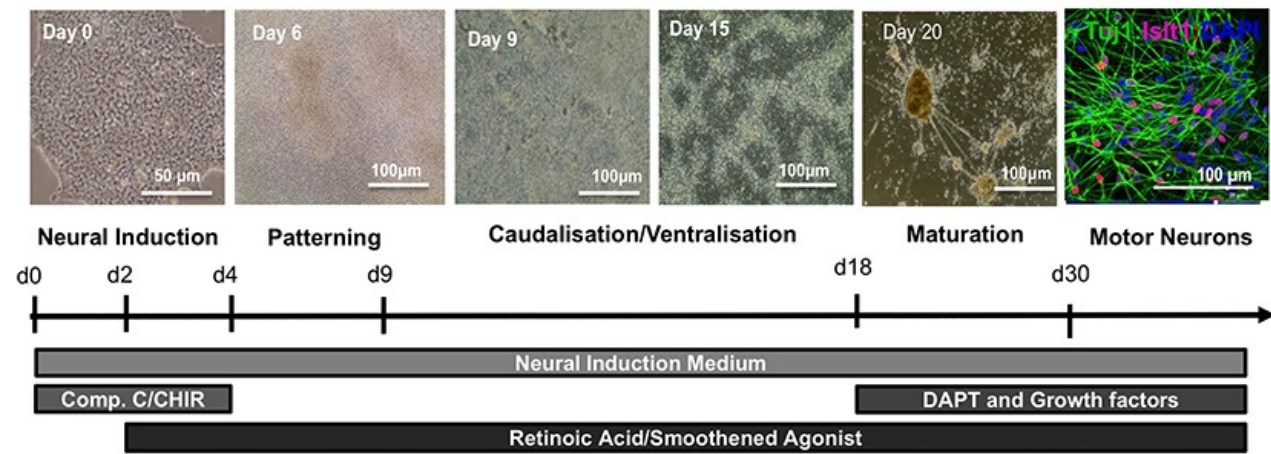 Day 0
Day 6
Day 9
Day 15
Day 20
Tuj1 Islt1 DAPI
50 µm
100µm
100µm
100µm
100µm
100 µm
Neural Induction
Patterning
Caudalisation/Ventralisation
Maturation
Motor Neurons
d0
d2
d4
d9
d18
d30
Neural Induction Medium
Comp. C/CHIR
DAPT and Growth factors
Retinoic Acid/Smoothened Agonist